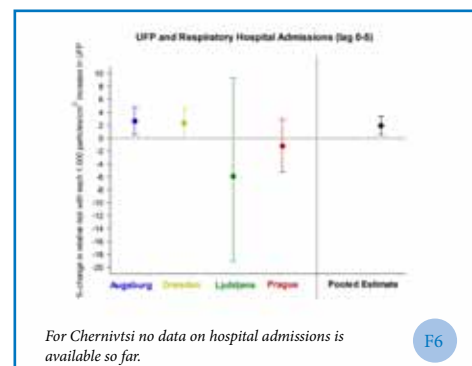 UFP and Respiratory Hospital Admissions (lag 0-5)
%-change in relative risk with each 1,000 particles/cm³ increase in UFP
10
8
6
4
2
0
-2
-4
-6
-8
-10
-12
-14
-16
-18
-20
Augsburg Dresden Ljubljana Prague Pooled Estimate
For Chernivtsi no data on hospital admissions is
available so far.
F6